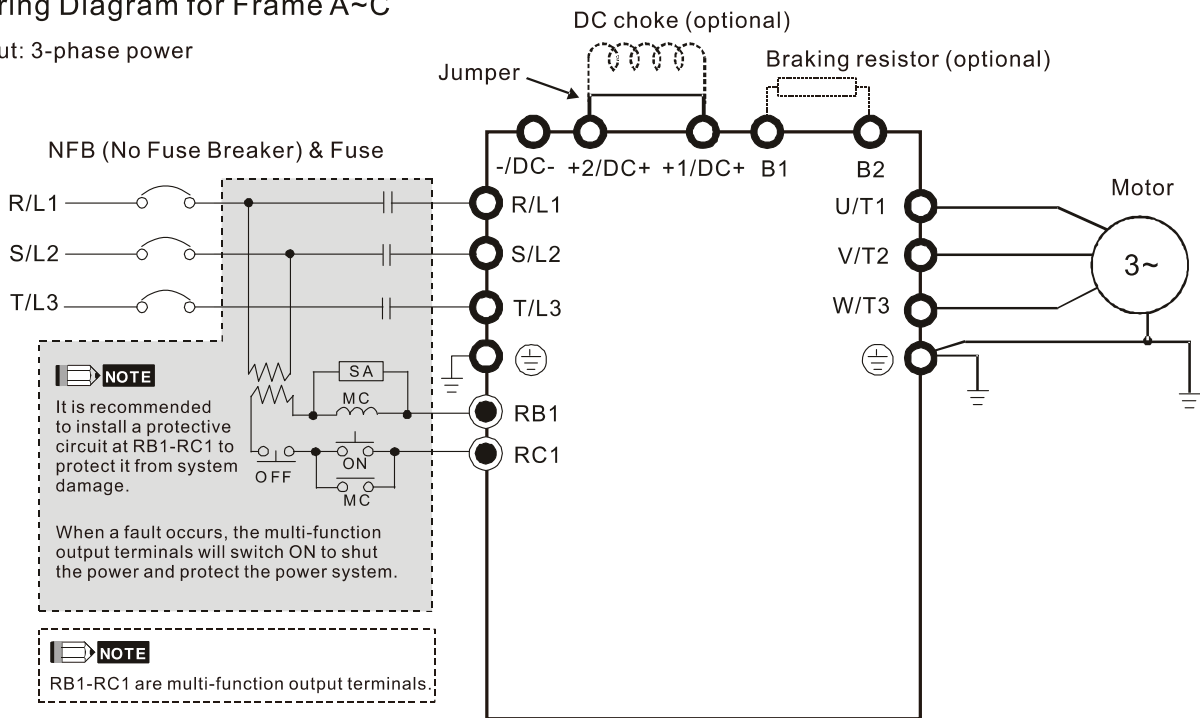 ring Diagram for Frame A~C
ut: 3-phase power
DC choke (optional)
Jumper
Braking resistor (optional)
NFB (No Fuse Breaker) & Fuse
-/DC- +2/DC+ +1/DC+ B1 B2
Motor
R/L1 R/L1 U/T1
S/L2 S/L2 V/T2
3~
T/L3 T/L3 W/T3
NOTE
It is recommended
to install a protective
circuit at RB1-RC1 to
protect it from system
damage.
SA
MC
RB1
RC1
OFF
ON
MC
When a fault occurs, the multi-function
output terminals will switch ON to shut
the power and protect the power system.
NOTE
RB1-RC1 are multi-function output terminals.